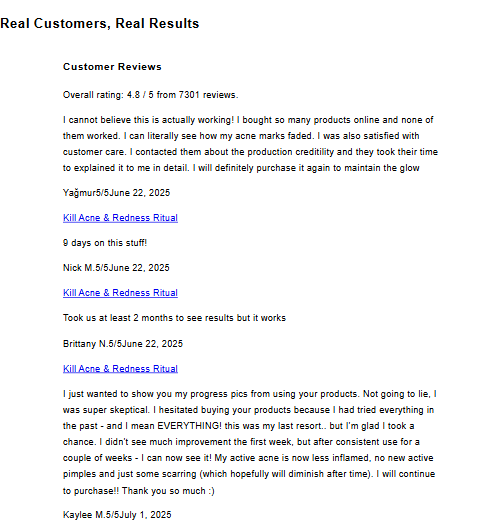 Real Customers, Real Results
Customer Reviews
Overall rating: 4.8 / 5 from 7301 reviews.
I cannot believe this is actually working! I bought so many products online and none of
them worked. I can literally see how my acne marks faded. I was also satisfied with
customer care. I contacted them about the production creditility and they took their time
to explained it to me in detail. I will definitely purchase it again to maintain the glow
Yağmur5/5June 22, 2025
Kill Acne & Redness Ritual
9 days on this stuff!
Nick M.5/5June 22, 2025
Kill Acne & Redness Ritual
Took us at least 2 months to see results but it works
Brittany N.5/5June 22, 2025
Kill Acne & Redness Ritual
I just wanted to show you my progress pics from using your products. Not going to lie, I
was super skeptical. I hesitated buying your products because I had tried everything in
the past - and I mean EVERYTHING! this was my last resort.. but I'm glad I took a
chance. I didn't see much improvement the first week, but after consistent use for a
couple of weeks - I can now see it! My active acne is now less inflamed, no new active
pimples and just some scarring (which hopefully will diminish after time). I will continue
to purchase!! Thank you so much :)
Kaylee M.5/5July 1, 2025